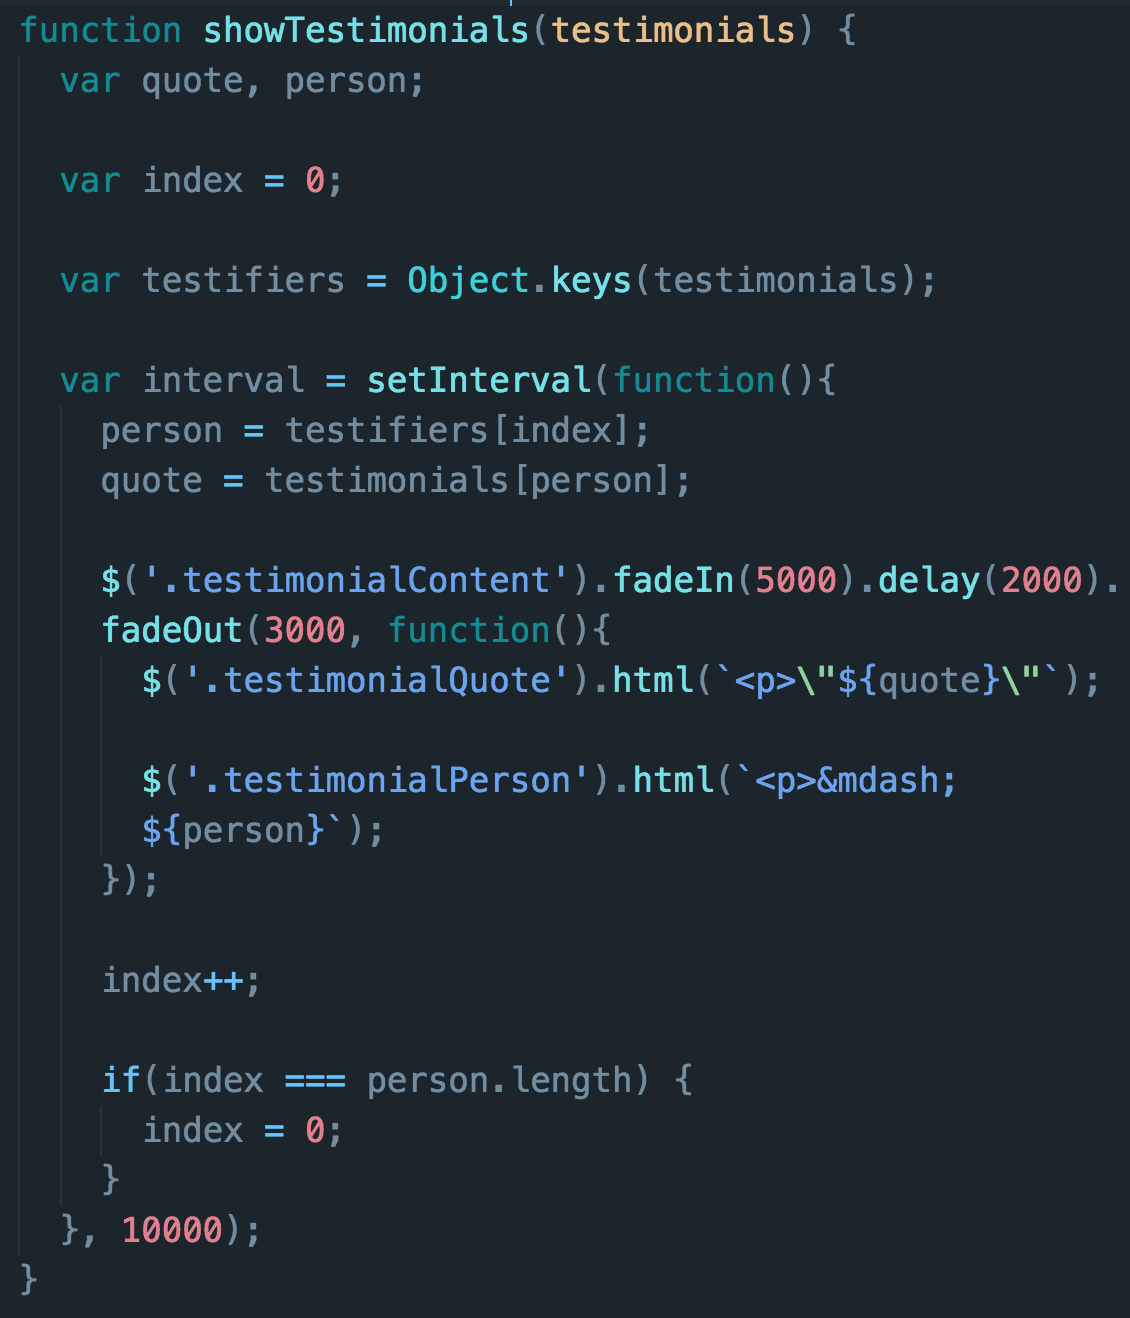 function showTestimonials(testimonials) {
  var quote, person;

  var index = 0;

  var testifiers = Object.keys(testimonials);

  var interval = setInterval(function(){
    person = testifiers[index];
    quote = testimonials[person];

    $('.testimonialContent').fadeIn(5000).delay(2000).
    fadeOut(3000, function(){
      $('.testimonialQuote').html(`<p>\"${quote}\"`);

      $('.testimonialPerson').html(`<p>&mdash;
      ${person}`);
    });

    index++;

    if(index === person.length) {
      index = 0;
    }
  }, 10000);
}